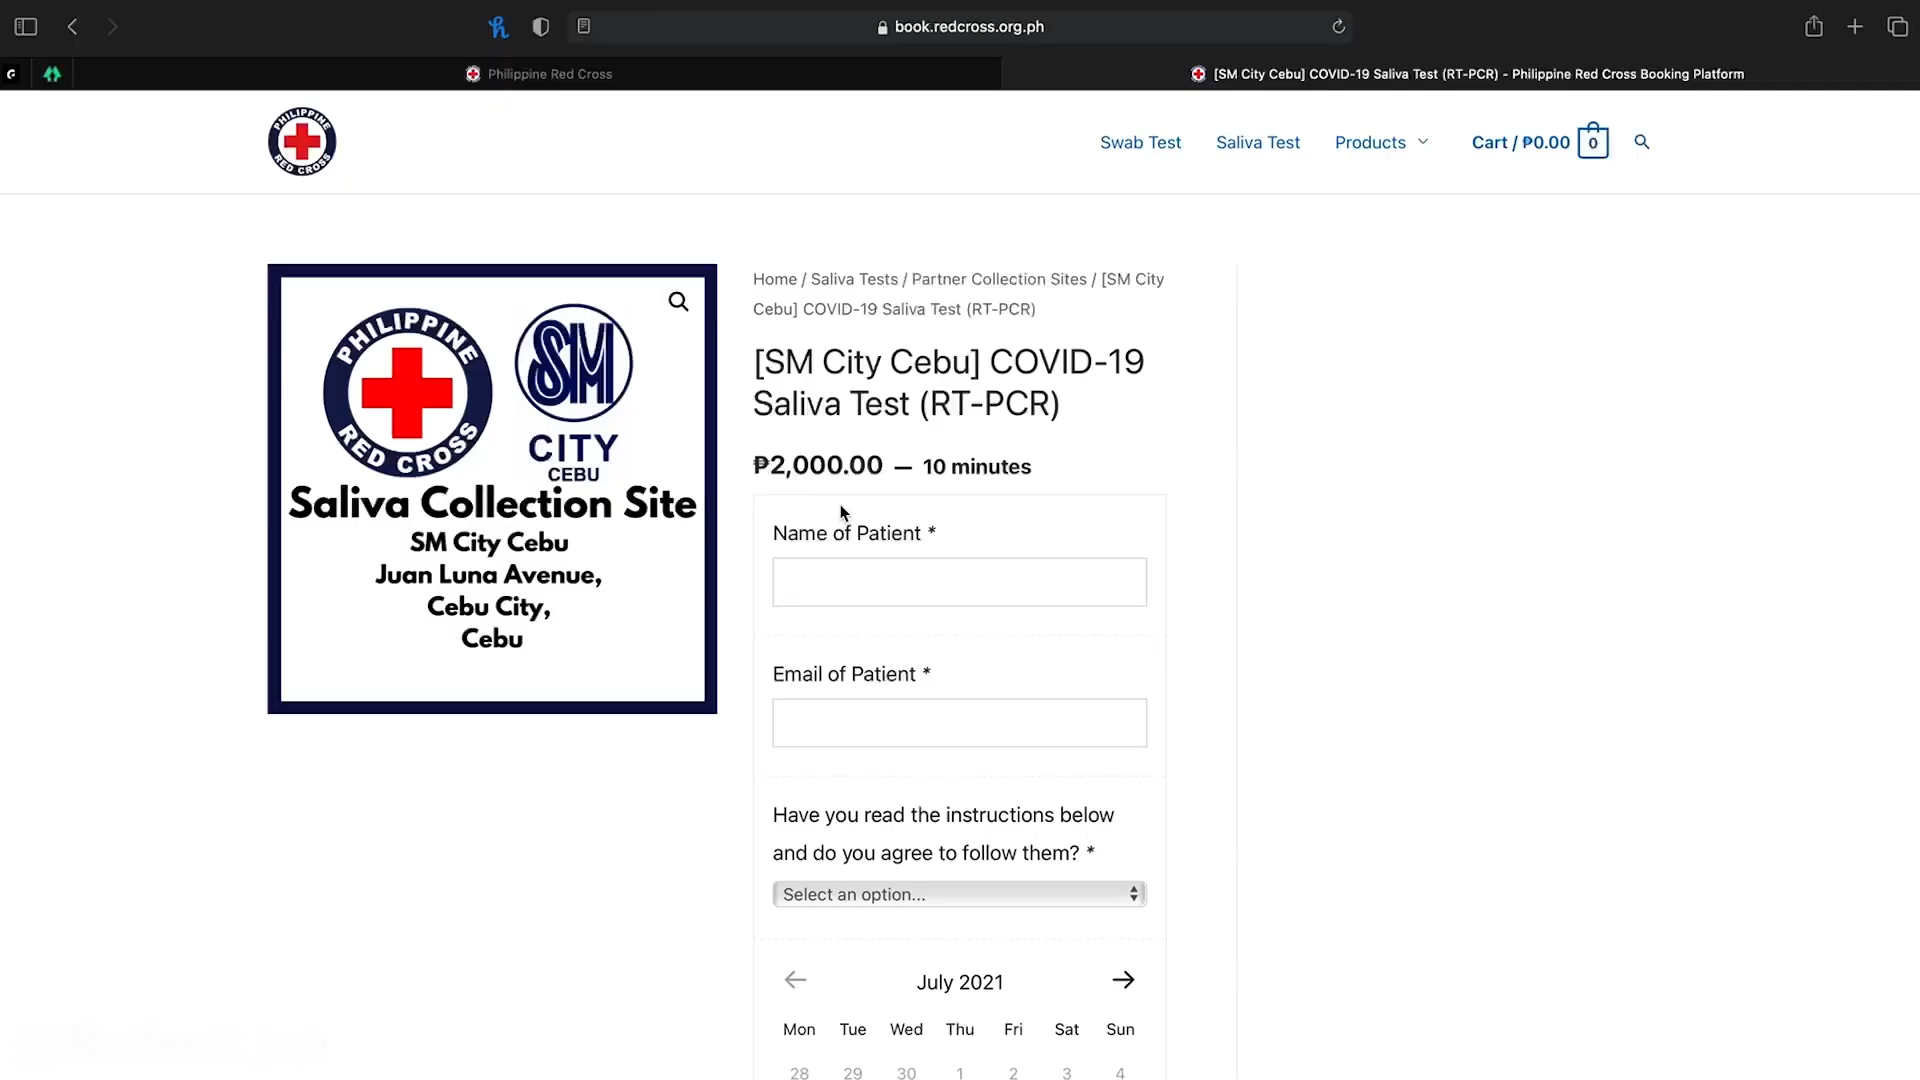 book.redcross.org.ph
Philippine Red Cross
[SM City Cebu] COVID-19 Saliva Test (RT-PCR) - Philippine Red Cross Booking Platform
PHILIPPINE
RED CROSS
Swab Test
Saliva Test
Products
Cart / ₱0.00
0
PHILIPPINE
RED CROSS
SM
CITY
CEBU
Saliva Collection Site
SM City Cebu
Juan Luna Avenue,
Cebu City,
Cebu
Home / Saliva Tests / Partner Collection Sites / [SM City
Cebu] COVID-19 Saliva Test (RT-PCR)
[SM City Cebu] COVID-19
Saliva Test (RT-PCR)
₱2,000.00 — 10 minutes
Name of Patient *
Email of Patient *
Have you read the instructions below
and do you agree to follow them? *
Select an option...
July 2021
Mon Tue Wed Thu Fri Sat Sun
28 29 30 1 2 3 4